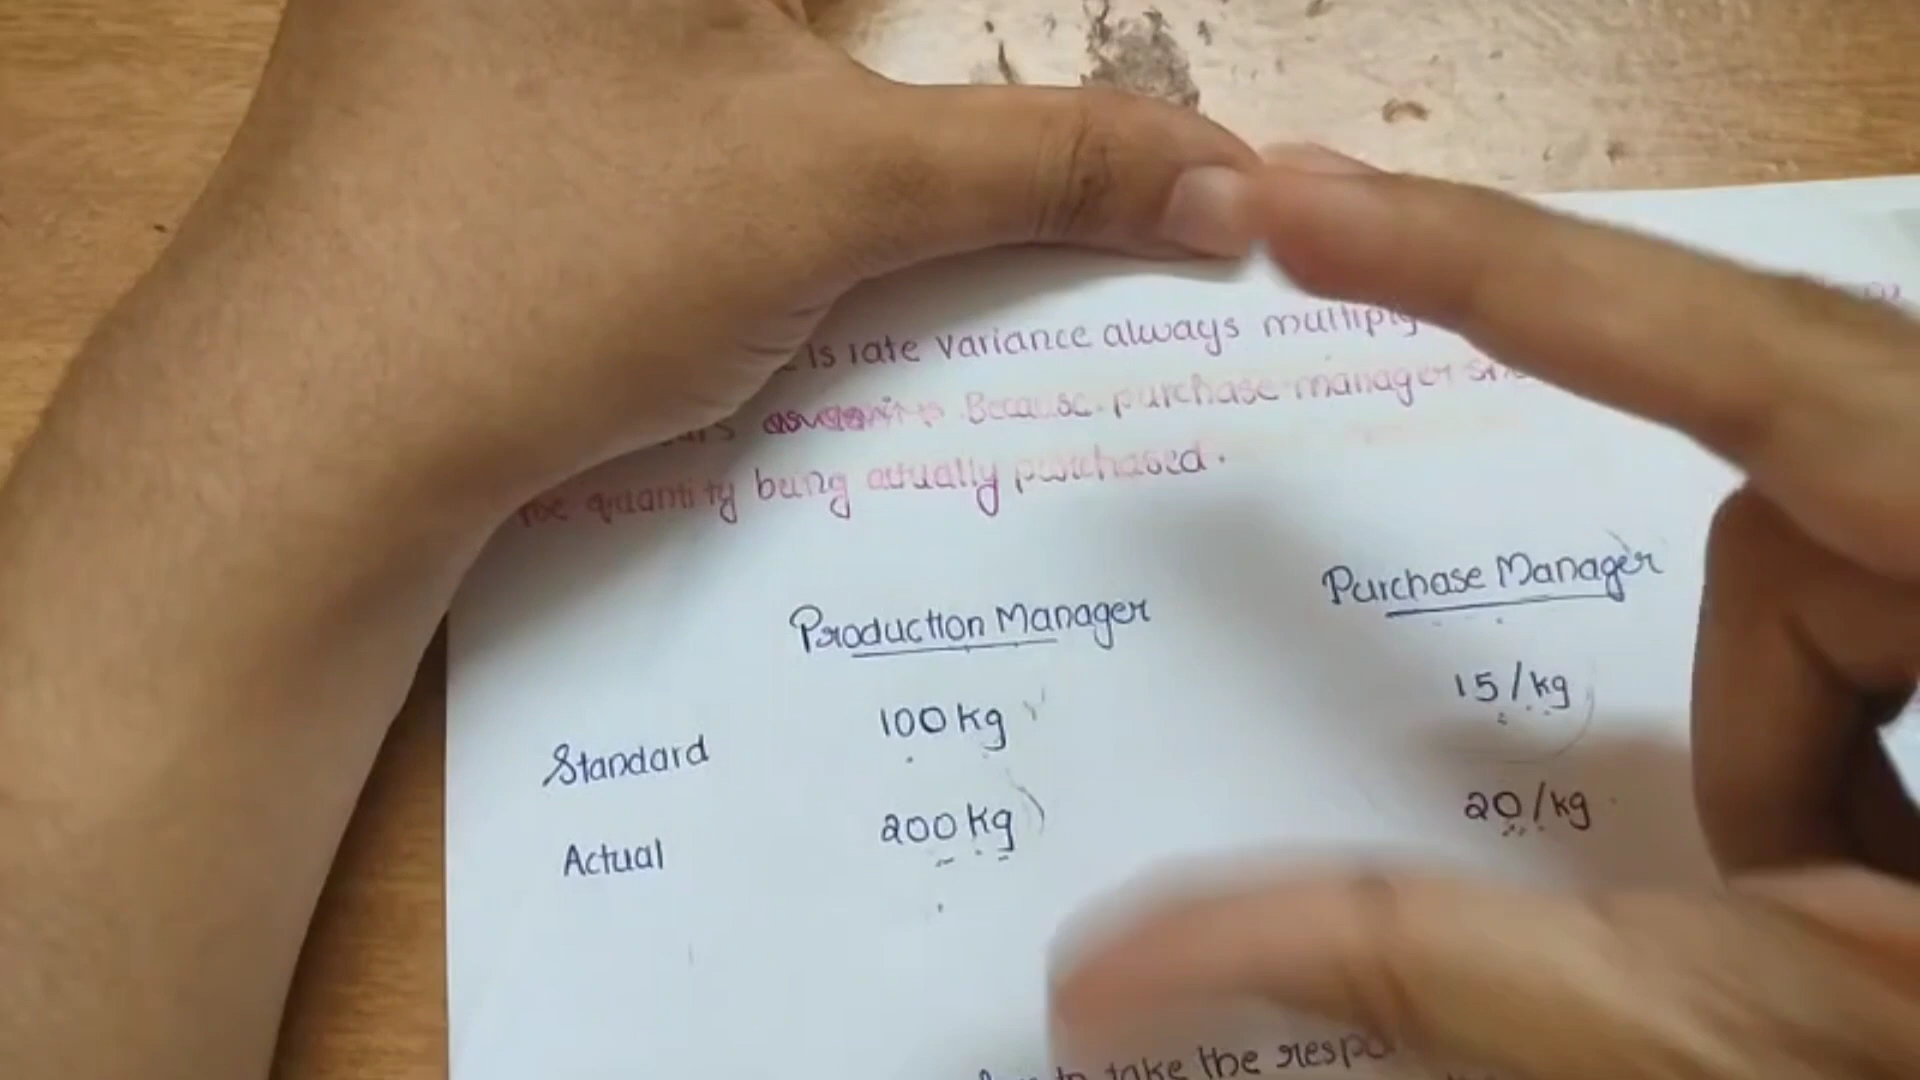 is rate variance always multiply
Because purchase manager
the quantity being actually purchased.
Production Manager Purchase Manager
Standard 100 kg 15/kg
Actual 200 kg 20/kg
to take the